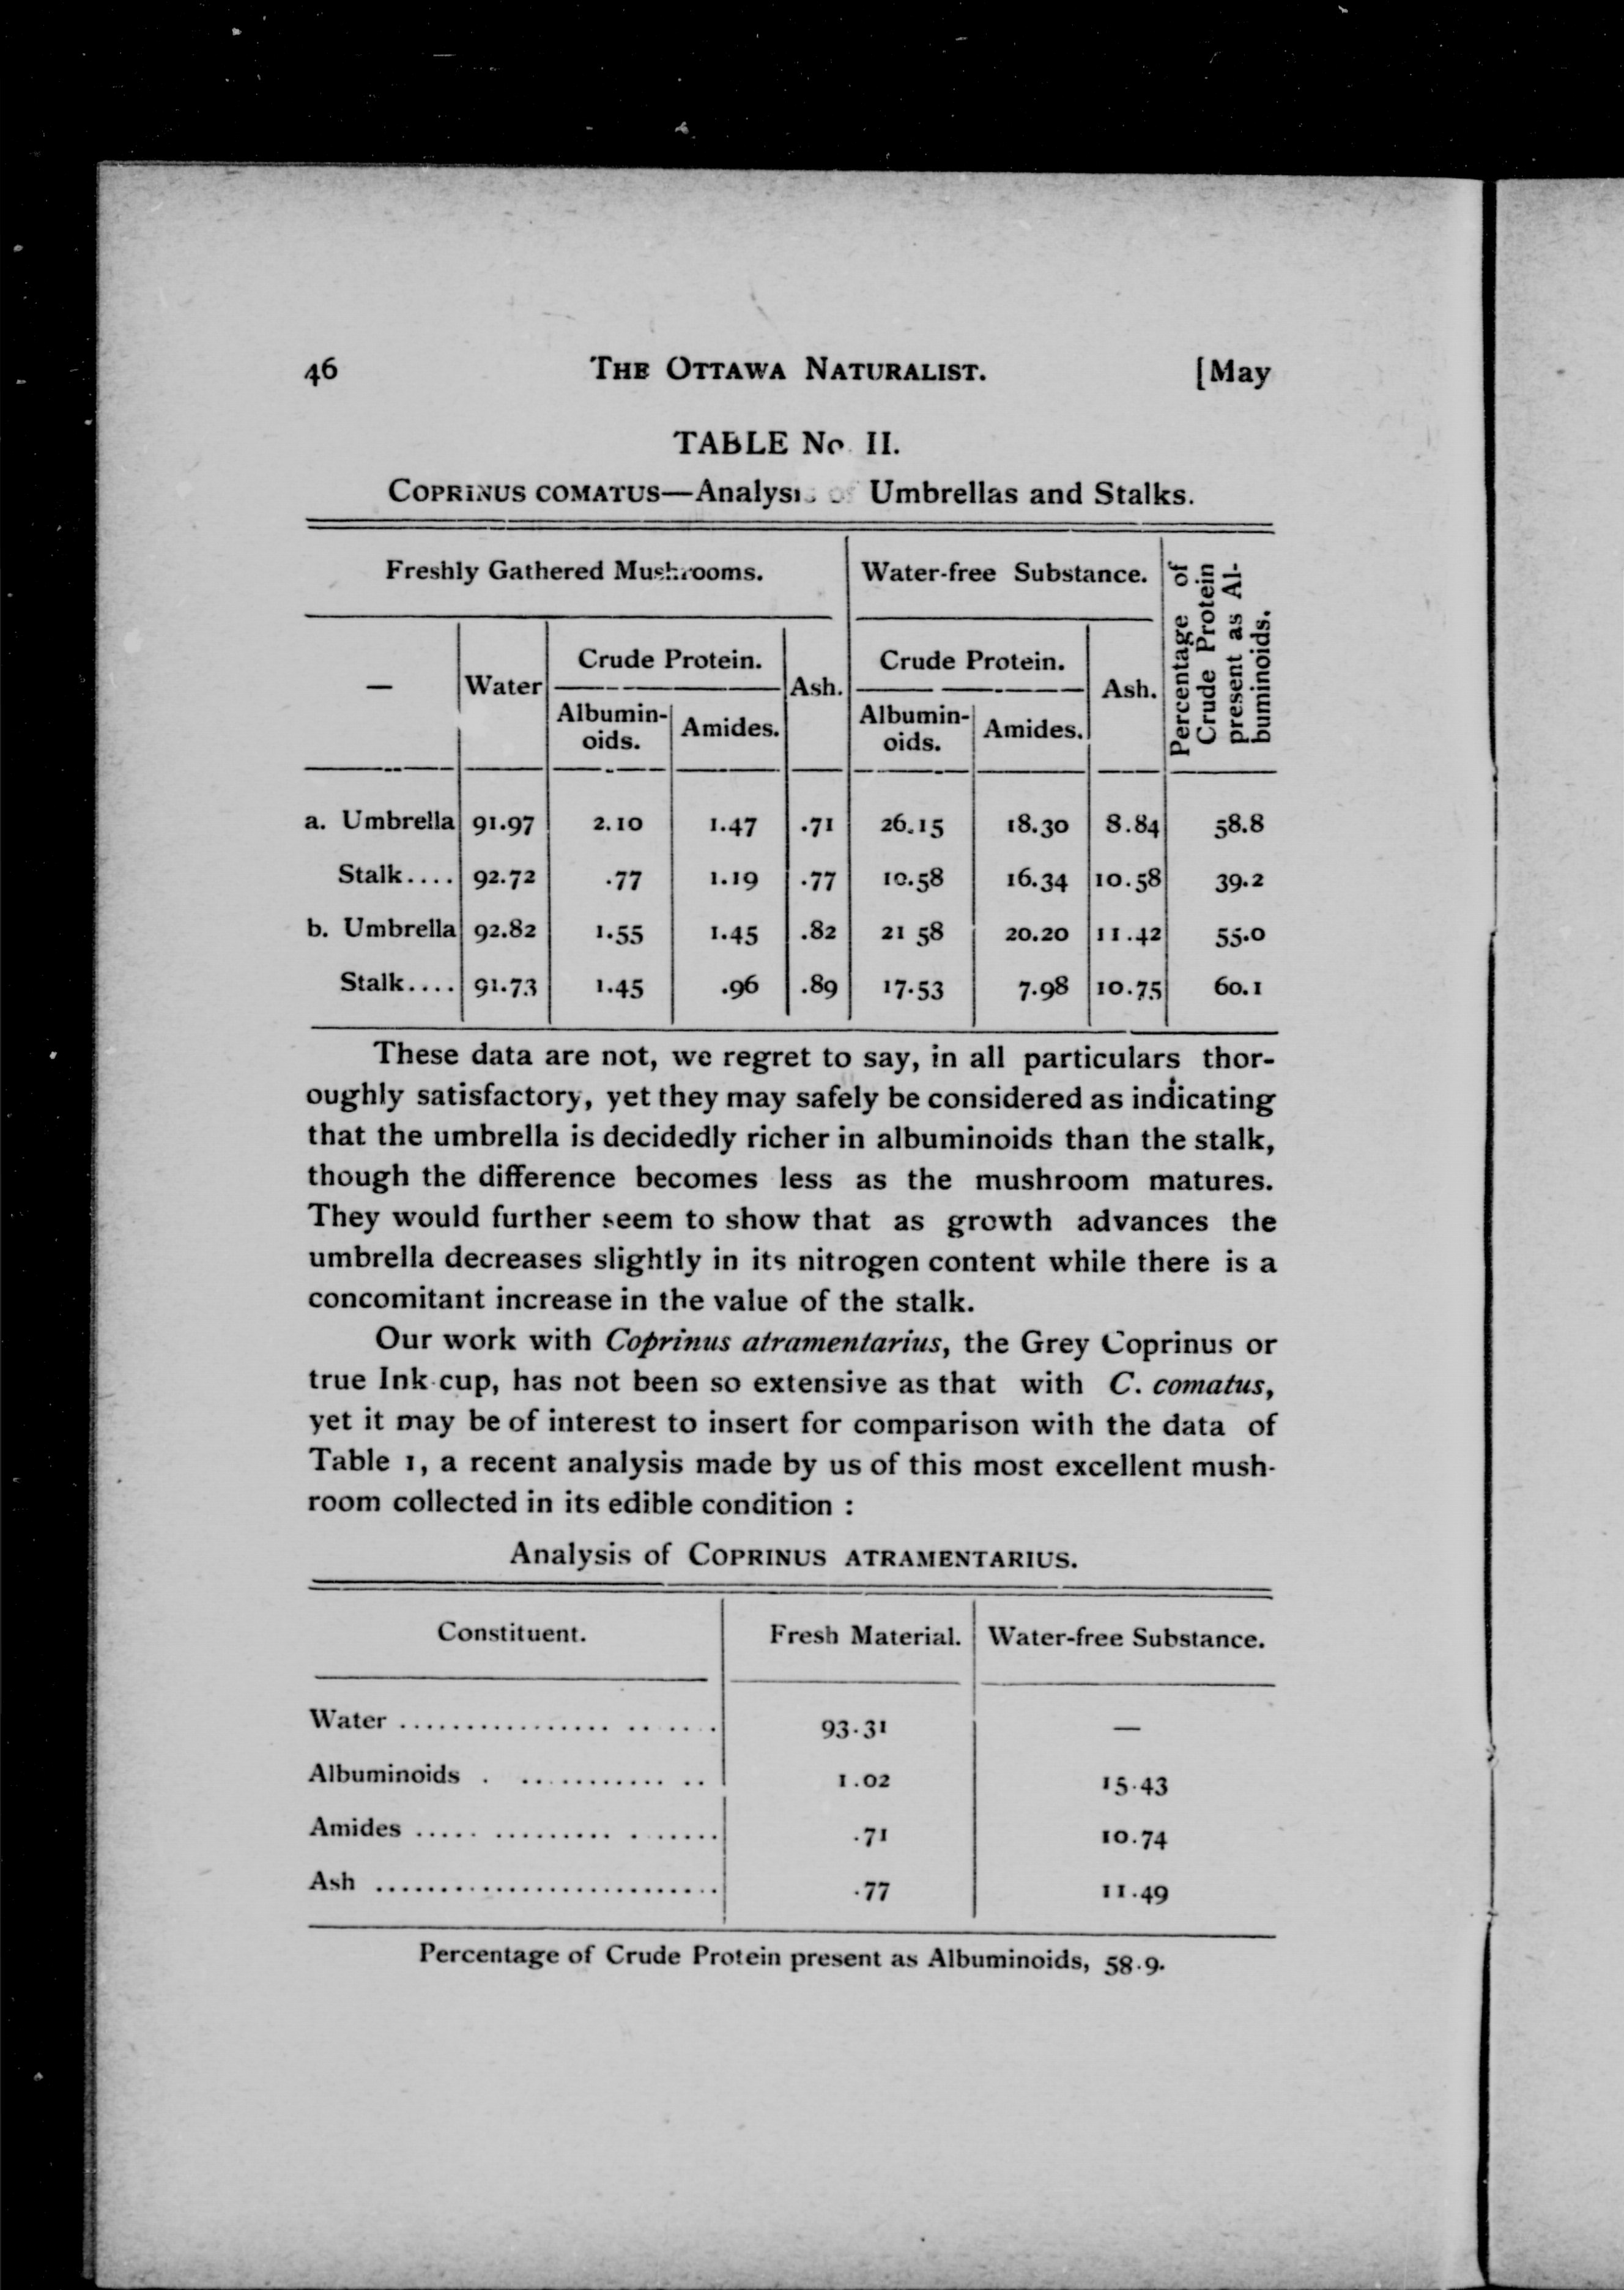 46 THE OTTAWA NATURALIST. [May
TABLE No. II.
COPRINUS COMATUS—Analysis of Umbrellas and Stalks.
Freshly Gathered Mushrooms. Water-free Substance. Percentage of Crude Protein present as Al-buminoids.
— Water Crude Protein. Ash. Crude Protein. Ash.
Albumin-oids. Amides. Albumin-oids. Amides.
a. Umbrella 91.97 2.10 1.47 .71 26.15 18.30 8.84 58.8
Stalk.... 92.72 .77 1.19 .77 10.58 16.34 10.58 39.2
b. Umbrella 92.82 1.55 1.45 .82 21 58 20.20 11.42 55.0
Stalk.... 91.73 1.45 .96 .89 17.53 7.98 10.75 60.1
These data are not, we regret to say, in all particulars thor-
oughly satisfactory, yet they may safely be considered as indicating
that the umbrella is decidedly richer in albuminoids than the stalk,
though the difference becomes less as the mushroom matures.
They would further seem to show that as growth advances the
umbrella decreases slightly in its nitrogen content while there is a
concomitant increase in the value of the stalk.
Our work with Coprinus atramentarius, the Grey Coprinus or
true Ink-cup, has not been so extensive as that with C. comatus,
yet it may be of interest to insert for comparison with the data of
Table 1, a recent analysis made by us of this most excellent mush-
room collected in its edible condition :
Analysis of COPRINUS ATRAMENTARIUS.
Constituent. Fresh Material. Water-free Substance.
Water ........................ 93.31 —
Albuminoids . .............. 1.02 15.43
Amides ..................... .71 10.74
Ash .......................... .77 11.49
Percentage of Crude Protein present as Albuminoids, 58.9.